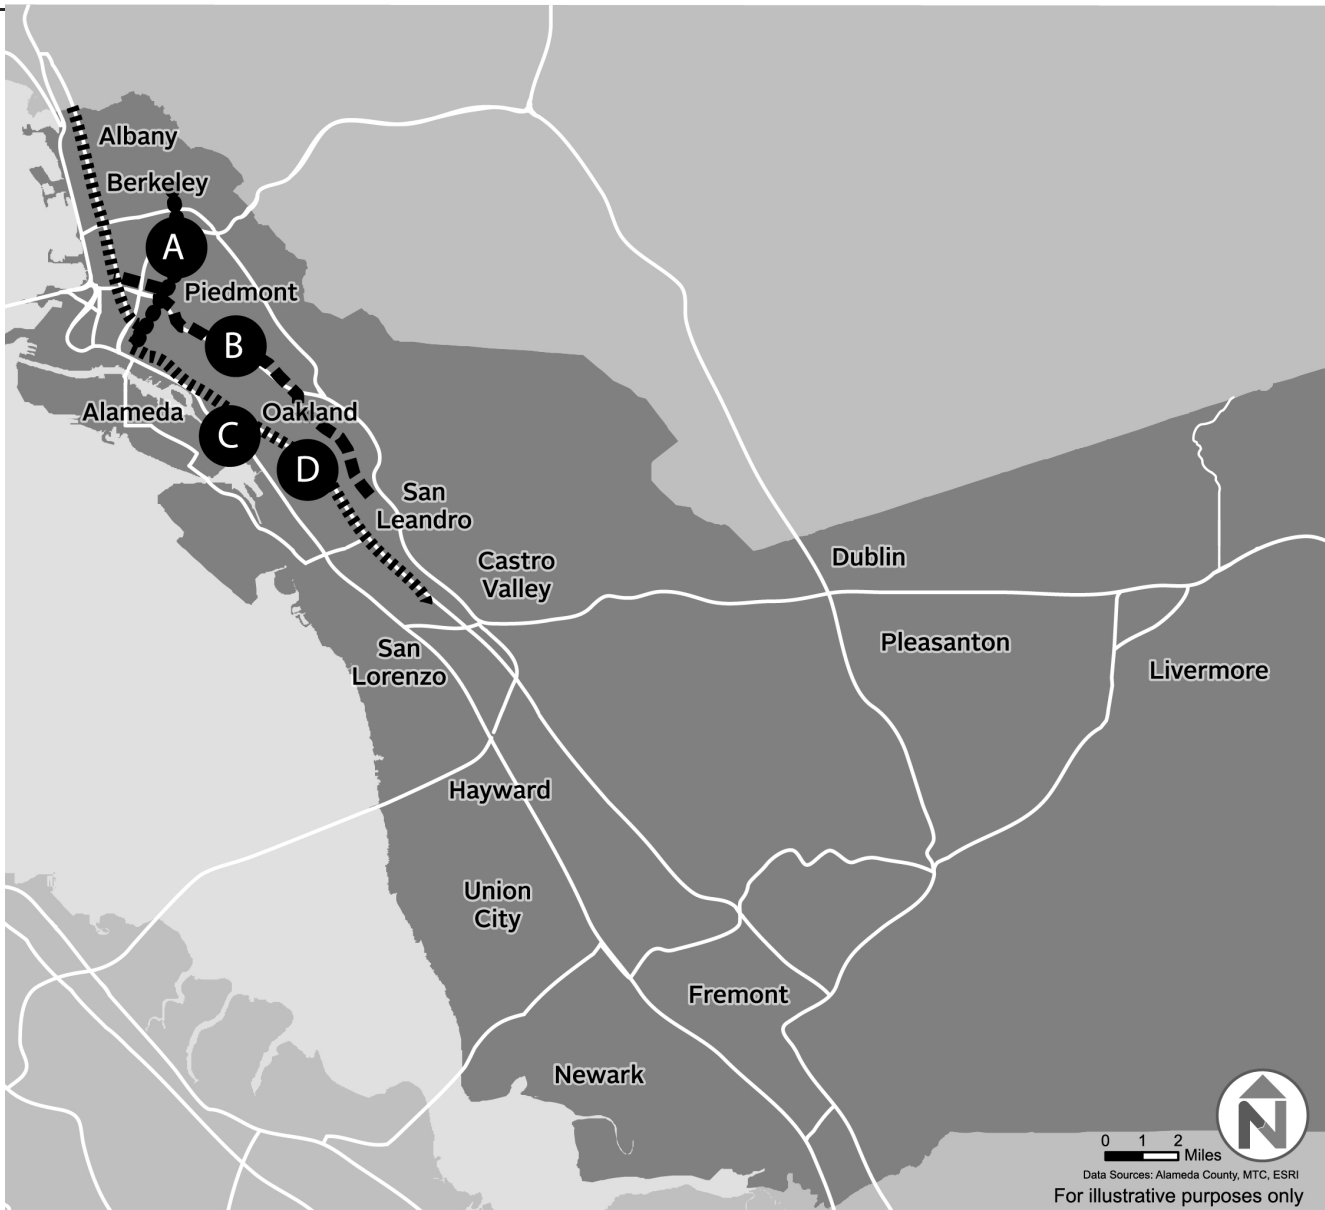 Albany
Berkeley
A
Piedmont
B
Alameda
Oakland
C
D
San
Leandro
Castro
Valley
Dublin
San
Lorenzo
Pleasanton
Livermore
Hayward
Union
City
Fremont
Newark
N
0 1 2
Miles
Data Sources: Alameda County, MTC, ESRI
For illustrative purposes only